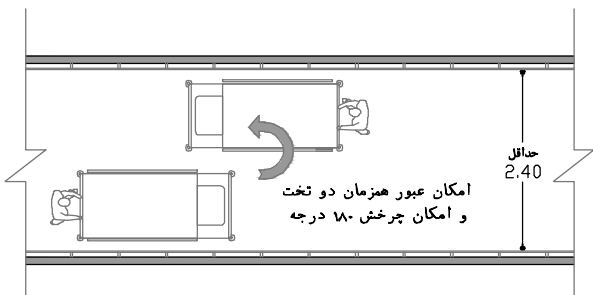 حداقل
2.40
امکان عبور همزمان دو تخت
و امکان چرخش ۱۸۰ درجه